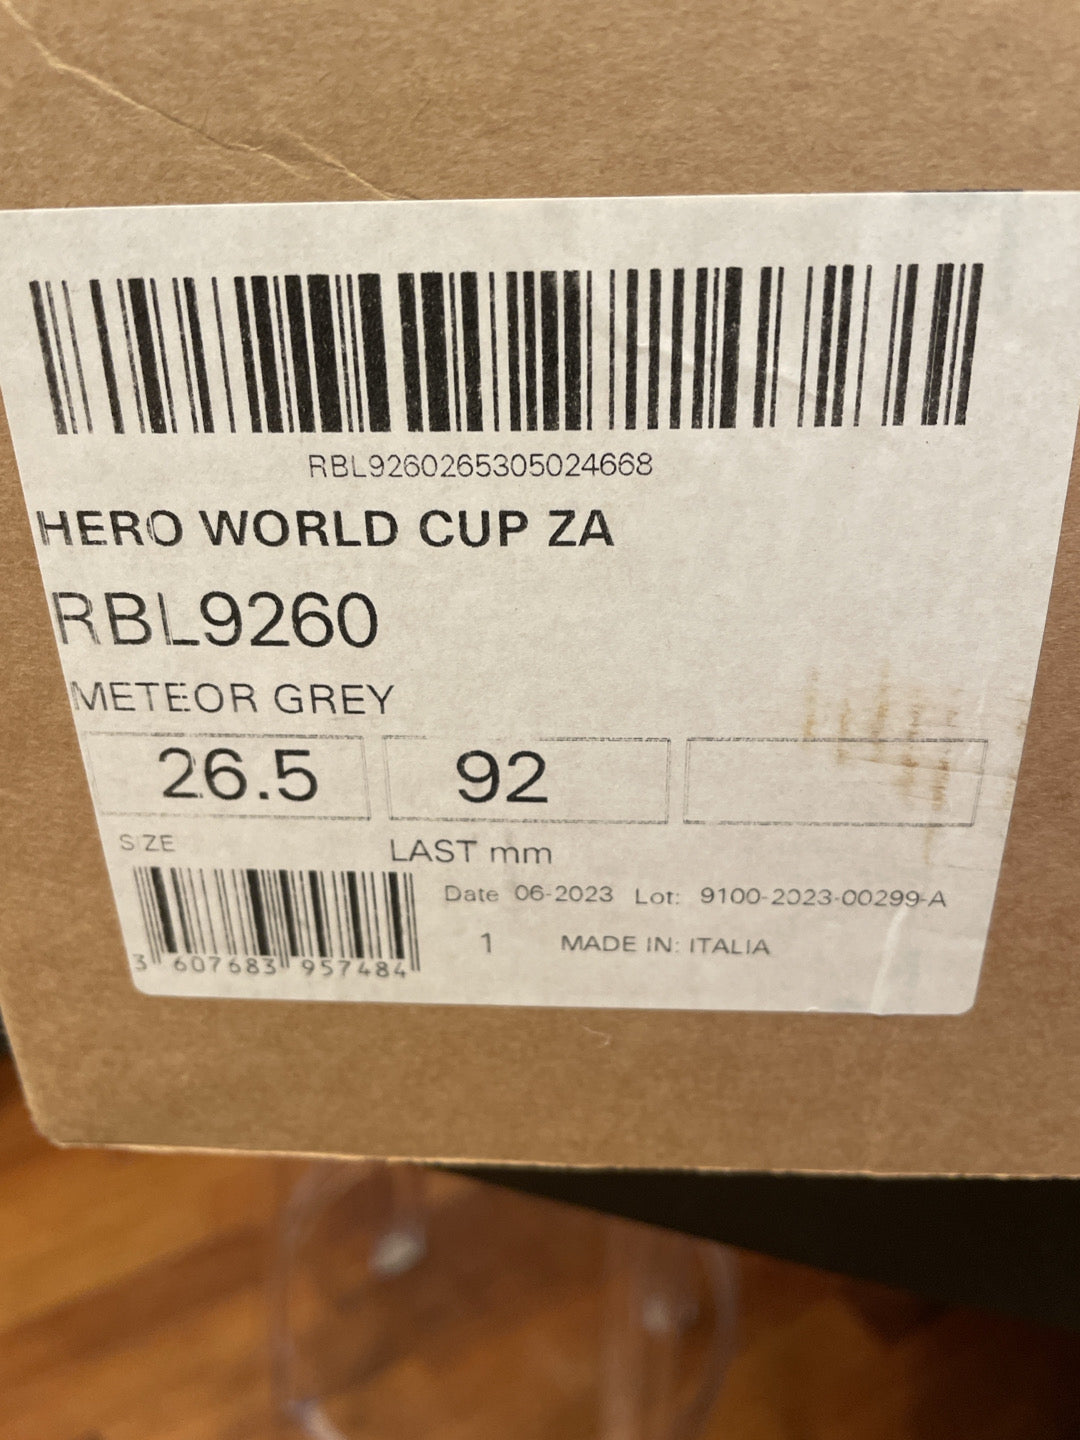 RBL9260265305024668
HERO WORLD CUP ZA
RBL9260
METEOR GREY
26.5 92
SIZE LAST mm
Date 06-2023 Lot: 9100-2023-00299-A
1 MADE IN: ITALIA
3 607683 957484